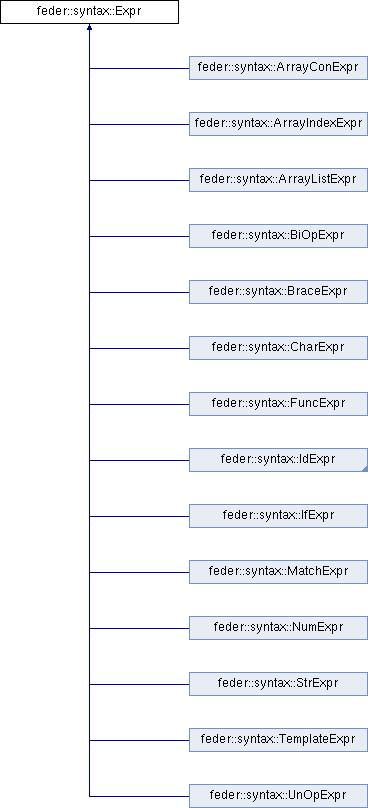 feder::syntax::Expr
feder::syntax::ArrayConExpr
feder::syntax::ArrayIndexExpr
feder::syntax::ArrayListExpr
feder::syntax::BiOpExpr
feder::syntax::BraceExpr
feder::syntax::CharExpr
feder::syntax::FuncExpr
feder::syntax::IdExpr
feder::syntax::IfExpr
feder::syntax::MatchExpr
feder::syntax::NumExpr
feder::syntax::StrExpr
feder::syntax::TemplateExpr
feder::syntax::UnOpExpr